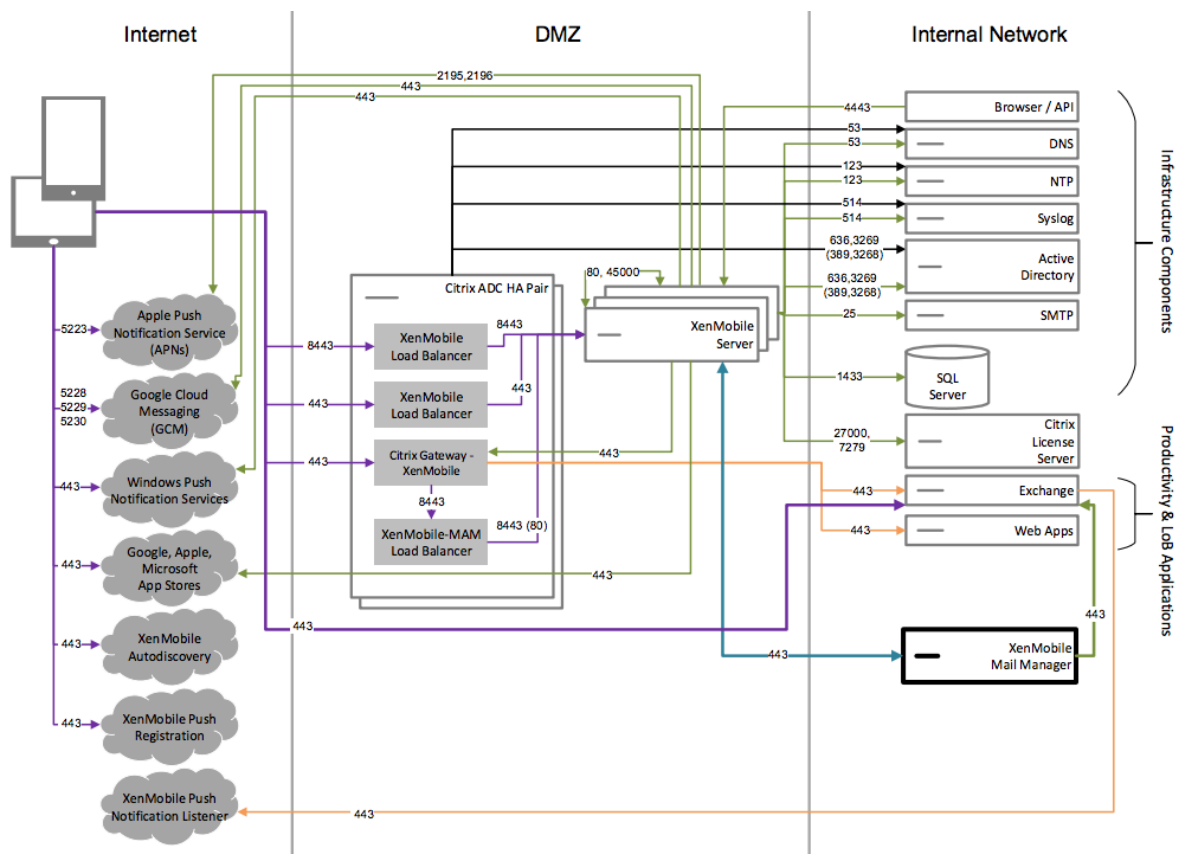 Internet
DMZ
Internal Network
2195,2196
443
443
4443
Browser / API
53
53
DNS
123
123
NTP
514
514
Syslog
636,3269
(389,3268)
636,3269
(389,3268)
Active
Directory
25
SMTP
1433
SQL
Server
Infrastructure Components
80, 45000
Citrix ADC HA Pair
XenMobile
Server
5223
Apple Push
Notification Service
(APNs)
8443
XenMobile
Load Balancer
8443
5228
5229
5230
Google Cloud
Messaging
(GCM)
443
XenMobile
Load Balancer
443
27000,
7279
Citrix
License
Server
443
Windows Push
Notification Services
443
Citrix Gateway -
XenMobile
443
8443
XenMobile-MAM
Load Balancer
8443 (80)
443
Exchange
443
Web Apps
Productivity & LoB Applications
443
Google, Apple,
Microsoft
App Stores
443
443
443
XenMobile
Autodiscovery
443
XenMobile
Mail Manager
443
443
XenMobile Push
Registration
XenMobile Push
Notification Listener
443